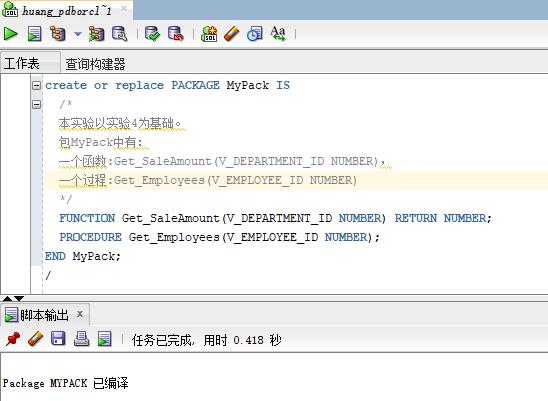 huang_pdborcl~1
工作表 查询构建器
create or replace PACKAGE MyPack IS
/*
本实验以实验4为基础。
包MyPack中有:
一个函数:Get_SaleAmount(V_DEPARTMENT_ID NUMBER),
一个过程:Get_Employees(V_EMPLOYEE_ID NUMBER)
*/
FUNCTION Get_SaleAmount(V_DEPARTMENT_ID NUMBER) RETURN NUMBER;
PROCEDURE Get_Employees(V_EMPLOYEE_ID NUMBER);
END MyPack;
/
脚本输出 x
任务已完成, 用时 0.418 秒
Package MYPACK 已编译